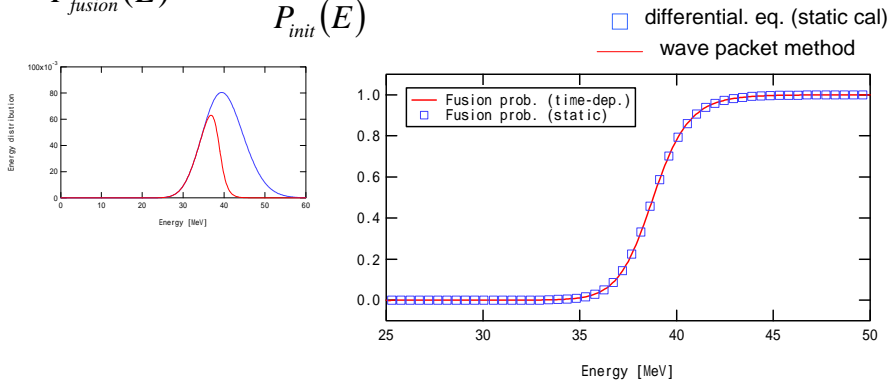 P_fusion(E)
P_init(E)
differential. eq. (static cal)
wave packet method
100x10^-3
80
60
40
20
0
Energy distribution
0 10 20 30 40 50 60
Energy [MeV]
1.0
0.8
0.6
0.4
0.2
0.0
Fusion prob. (time-dep.)
Fusion prob. (static)
25 30 35 40 45 50
Energy [MeV]